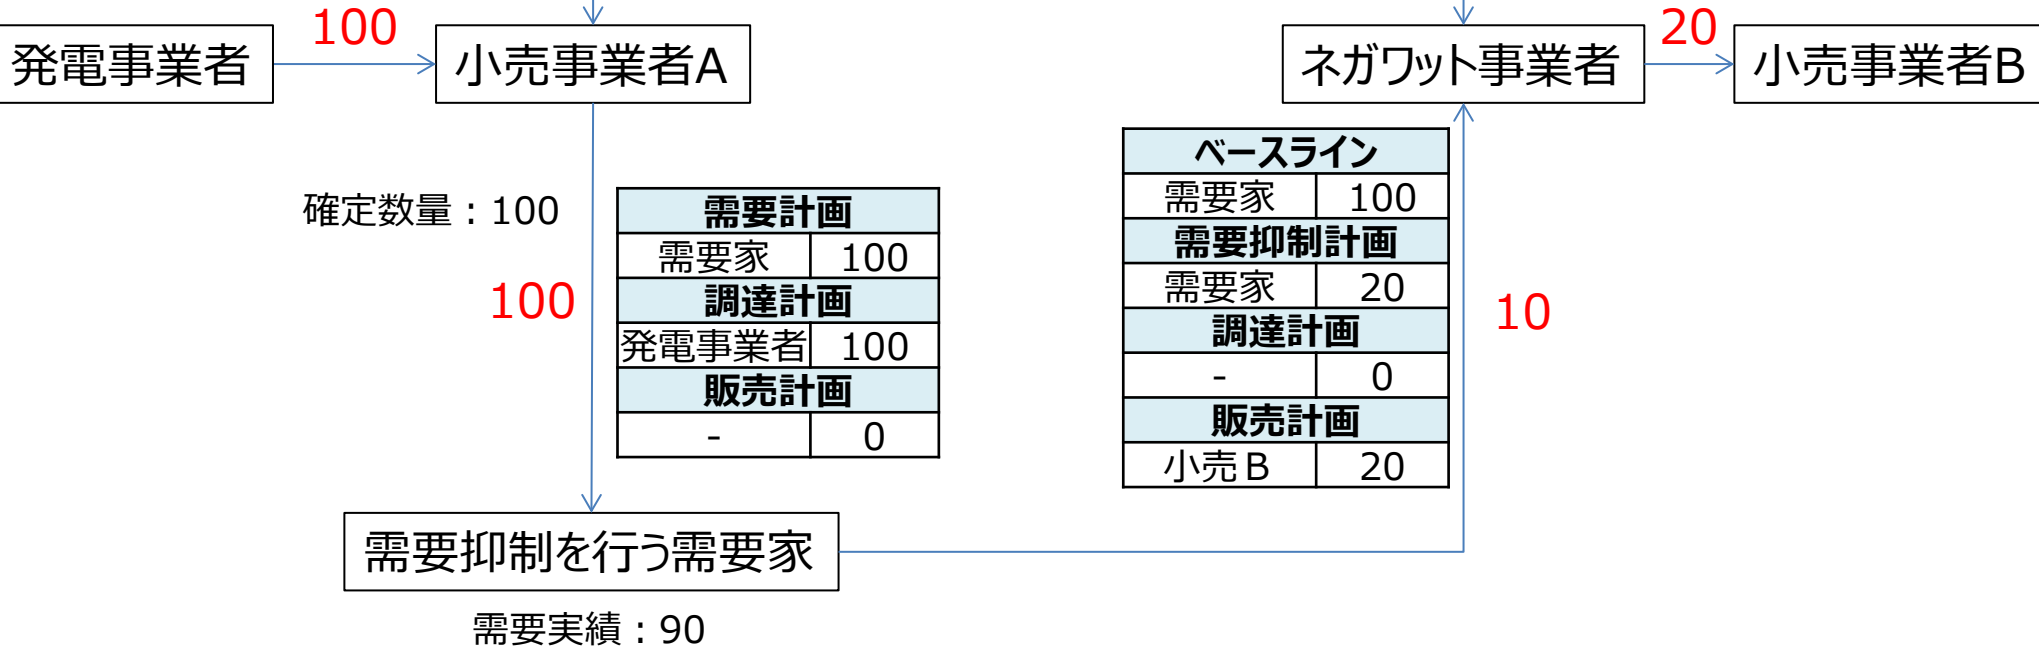 発電事業者
100
小売事業者A
ネガワット事業者
20
小売事業者B
確定数量：100
100
需要計画
需要家 100
調達計画
発電事業者 100
販売計画
- 0
ベースライン
需要家 100
需要抑制計画
需要家 20
調達計画
- 0
販売計画
小売Ｂ 20
10
需要抑制を行う需要家
需要実績：90